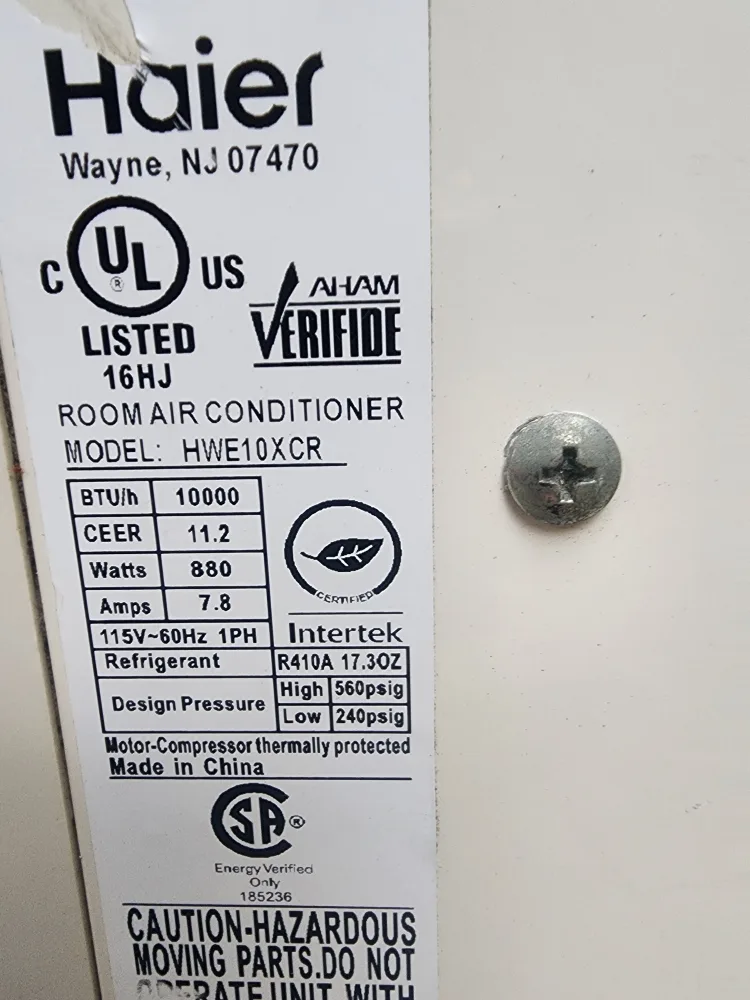 Haier
Wayne, NJ 07470
C UL ® US
LISTED
16HJ
AHAM
VERIFIDE
ROOM AIR CONDITIONER
MODEL: HWE10XCR
BTU/h 10000
CEER 11.2
Watts 880
Amps 7.8
115V~60Hz 1PH
CERTIFIED
Intertek
Refrigerant R410A 17.3OZ
Design Pressure High 560psig
Low 240psig
Motor-Compressor thermally protected
Made in China
SA ®
Energy Verified
Only
185236
CAUTION-HAZARDOUS
MOVING PARTS.DO NOT
OPERATE UNIT WITH